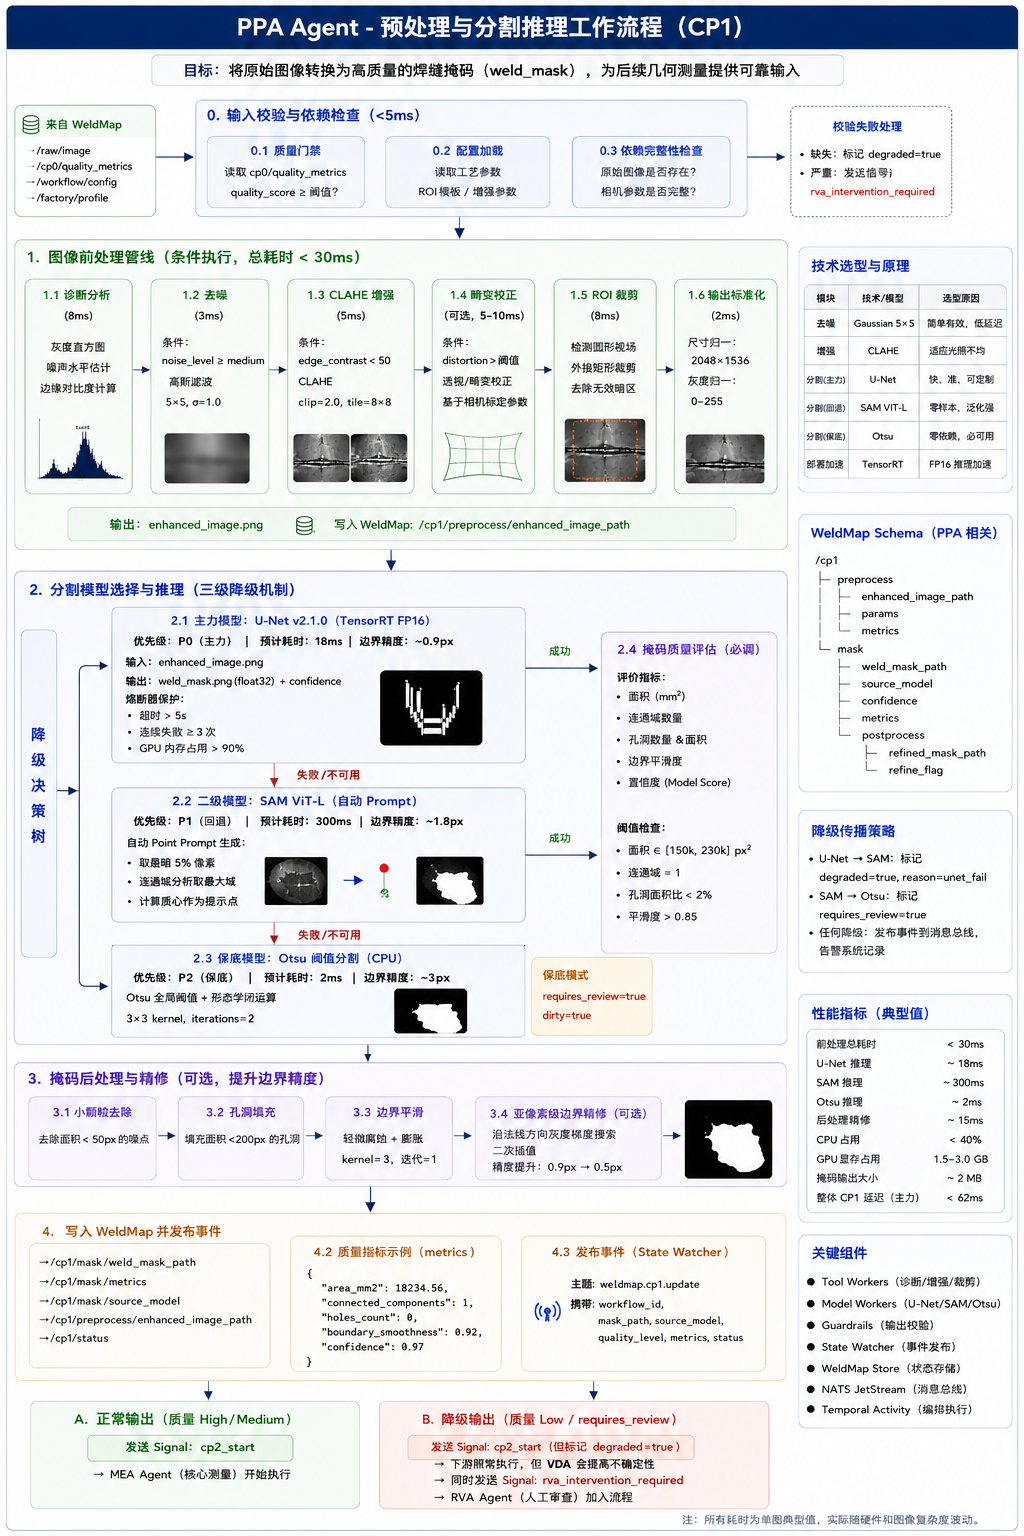 PPA Agent - 预处理与分割推理工作流程（CP1）
目标：将原始图像转换为高质量的焊缝掩码（weld_mask），为后续几何测量提供可靠输入
来自 WeldMap
→/raw/image
→/cp0/quality_metrics
→/workflow/config
→/factory/profile
0. 输入校验与依赖检查（<5ms）
0.1 质量门禁
读取 cp0/quality_metrics
quality_score ≥ 阈值？
0.2 配置加载
读取工艺参数
ROI 模板 / 增强参数
0.3 依赖完整性检查
原始图像是否存在？
相机参数是否完整？
校验失败处理
• 缺失：标记 degraded=true
• 严重：发送信号
rva_intervention_required
1. 图像前处理管线（条件执行，总耗时 < 30ms）
1.1 诊断分析
(8ms)
灰度直方图
噪声水平估计
边缘对比度计算
1.2 去噪
(3ms)
条件：
noise_level ≥ medium
高斯滤波
5×5, σ=1.0
1.3 CLAHE 增强
(5ms)
条件：
edge_contrast < 50
CLAHE
clip=2.0, tile=8×8
1.4 畸变校正
(可选，5-10ms)
条件：
distortion > 阈值
透视/畸变校正
基于相机标定参数
1.5 ROI 裁剪
(8ms)
检测圆形视场
外接矩形裁剪
去除无效暗区
1.6 输出标准化
(2ms)
尺寸归一：
2048×1536
灰度归一：
0-255
输出：enhanced_image.png
写入 WeldMap: /cp1/preprocess/enhanced_image_path
2. 分割模型选择与推理（三级降级机制）
降级决策树
2.1 主力模型：U-Net v2.1.0（TensorRT FP16）
优先级：P0（主力） | 预计耗时：18ms | 边界精度：~0.9px
输入：enhanced_image.png
输出：weld_mask.png (float32) + confidence
熔断器保护：
• 超时 > 5s
• 连续失败 ≥ 3 次
• GPU 内存占用 > 90%
成功
失败/不可用
2.2 二级模型：SAM ViT-L（自动 Prompt）
优先级：P1（回退） | 预计耗时：300ms | 边界精度：~1.8px
自动 Point Prompt 生成：
• 取最暗 5% 像素
• 连通域分析取最大域
• 计算质心作为提示点
成功
失败/不可用
2.3 保底模型：Otsu 阈值分割（CPU）
优先级：P2（保底） | 预计耗时：2ms | 边界精度：~3px
Otsu 全局阈值 + 形态学闭运算
3×3 kernel, iterations=2
保底模式
requires_review=true
dirty=true
2.4 掩码质量评估（必调）
评价指标：
• 面积（mm²）
• 连通域数量
• 孔洞数量 & 面积
• 边界平滑度
• 置信度 (Model Score)
阈值检查：
• 面积 ∈ [150k, 230k] px²
• 连通域 = 1
• 孔洞面积比 < 2%
• 平滑度 > 0.85
3. 掩码后处理与精修（可选，提升边界精度）
3.1 小颗粒去除
去除面积 < 50px 的噪点
3.2 孔洞填充
填充面积 <200px 的孔洞
3.3 边界平滑
轻微腐蚀 + 膨胀
kernel=3，迭代=1
3.4 亚像素级边界精修（可选）
沿法线方向灰度梯度搜索
二次插值
精度提升：0.9px → 0.5px
4. 写入 WeldMap 并发布事件
→/cp1/mask/weld_mask_path
→/cp1/mask/metrics
→/cp1/mask/source_model
→/cp1/preprocess/enhanced_image_path
→/cp1/status
4.2 质量指标示例（metrics）
{
"area_mm2": 18234.56,
"connected_components": 1,
"holes_count": 0,
"boundary_smoothness": 0.92,
"confidence": 0.97
}
4.3 发布事件（State Watcher）
主题: weldmap.cp1.update
携带: workflow_id,
mask_path, source_model,
quality_level, metrics, status
A. 正常输出（质量 High/Medium）
发送 Signal: cp2_start
→ MEA Agent（核心测量）开始执行
B. 降级输出（质量 Low / requires_review）
发送 Signal: cp2_start（但标记 degraded=true）
→ 下游照常执行，但 VDA 会提高不确定性
→ 同时发送 Signal: rva_intervention_required
→ RVA Agent（人工审查）加入流程
技术选型与原理
模块 技术/模型 选型原因
去噪 Gaussian 5×5 简单有效，低延迟
增强 CLAHE 适应光照不均
分割(主力) U-Net 快、准、可定制
分割(回退) SAM VIT-L 零样本，泛化强
分割(保底) Otsu 零依赖，必可用
部署加速 TensorRT FP16 推理加速
WeldMap Schema（PPA 相关）
/cp1
├─ preprocess
│ ├─ enhanced_image_path
│ ├─ params
│ └─ metrics
└─ mask
├─ weld_mask_path
├─ source_model
├─ confidence
├─ metrics
└─ postprocess
├─ refined_mask_path
└─ refine_flag
降级传播策略
• U-Net → SAM：标记
degraded=true, reason=unet_fail
• SAM → Otsu：标记
requires_review=true
• 任何降级：发布事件到消息总线，
告警系统记录
性能指标（典型值）
前处理总耗时 < 30ms
U-Net 推理 ~ 18ms
SAM 推理 ~ 300ms
Otsu 推理 ~ 2ms
后处理精修 ~ 15ms
CPU 占用 < 40%
GPU 显存占用 1.5-3.0 GB
掩码输出大小 ~ 2 MB
整体 CP1 延迟（主力） < 62ms
关键组件
● Tool Workers（诊断/增强/裁剪）
● Model Workers（U-Net/SAM/Otsu）
● Guardrails（输出校验）
● State Watcher（事件发布）
● WeldMap Store（状态存储）
● NATS JetStream（消息总线）
● Temporal Activity（编排执行）
注：所有耗时为单图典型值，实际随硬件和图像复杂度波动。